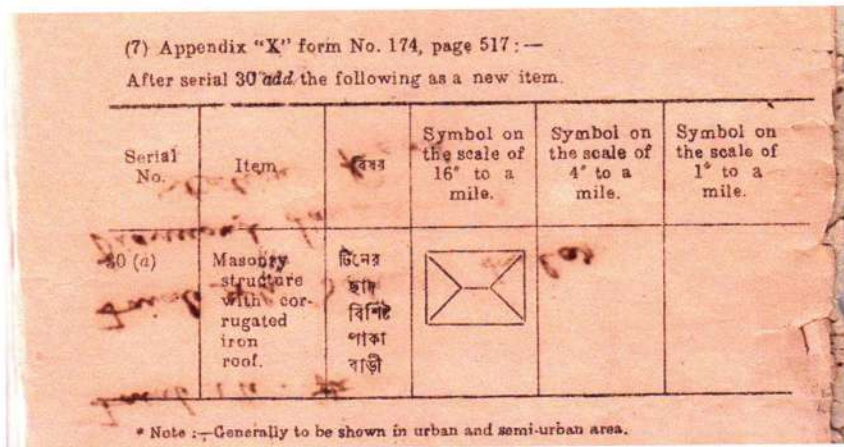 (7) Appendix "X" form No. 174, page 517:—
After serial 30 add the following as a new item.
Serial No.
Item
বিষয়
Symbol on the scale of 16" to a mile.
Symbol on the scale of 4" to a mile.
Symbol on the scale of 1" to a mile.
30 (a)
Masonry structure with cor-rugated iron roof.
টিনের ছাদ বিশিষ্ট পাকা বাড়ী
* Note :—Generally to be shown in urban and semi-urban area.